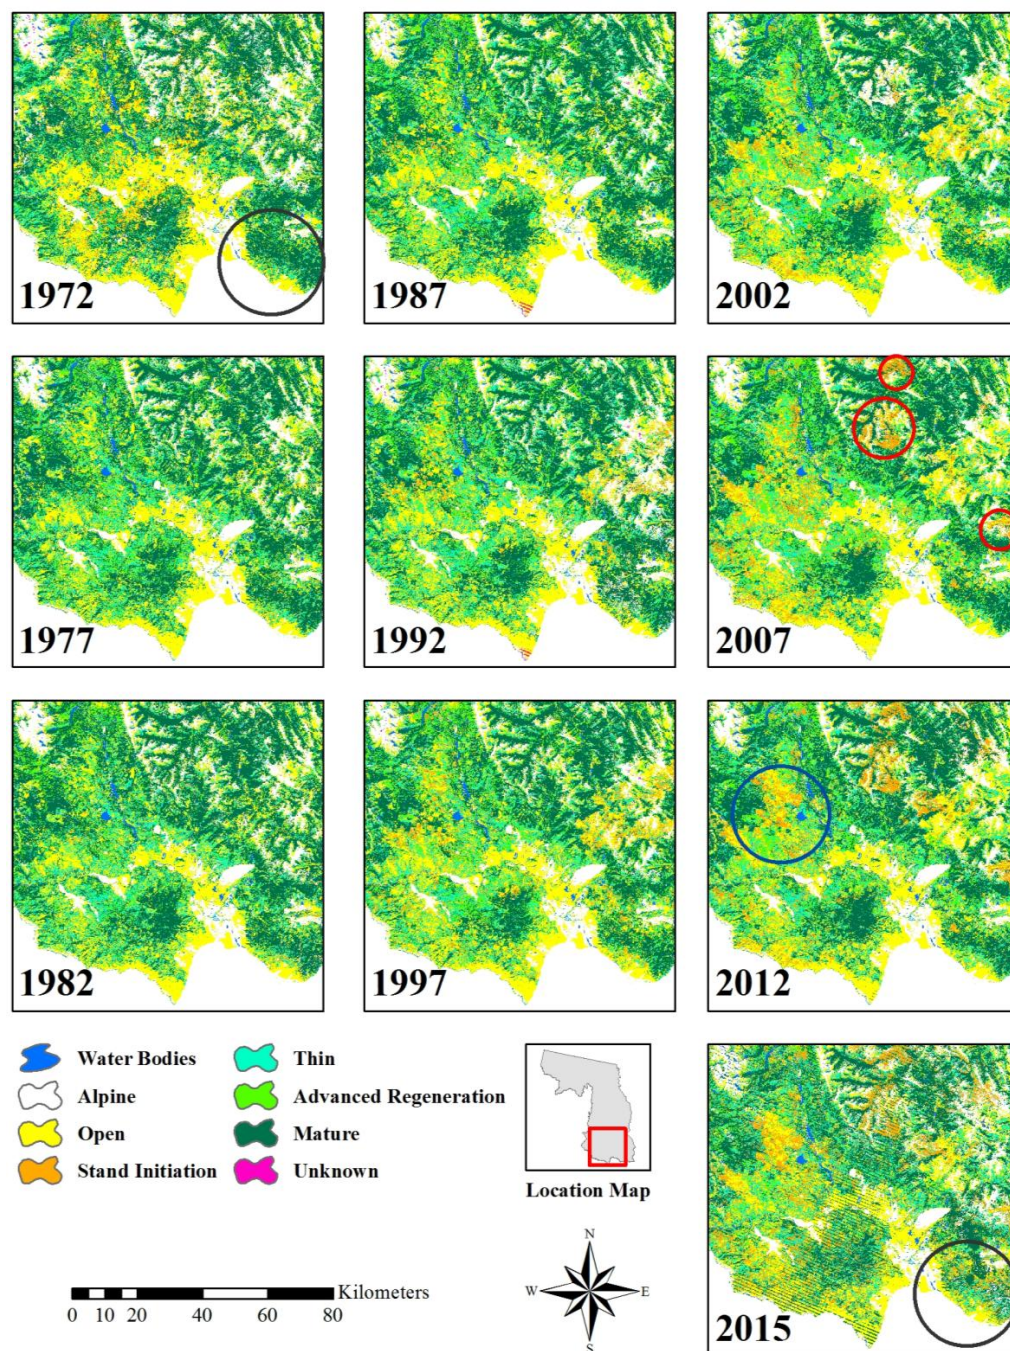 1972
1987
2002
1977
1992
2007
1982
1997
2012
Water Bodies
Thin
Alpine
Advanced Regeneration
Open
Mature
Stand Initiation
Unknown
Location Map
N
W
E
S
Kilometers
0 10 20 40 60 80
2015